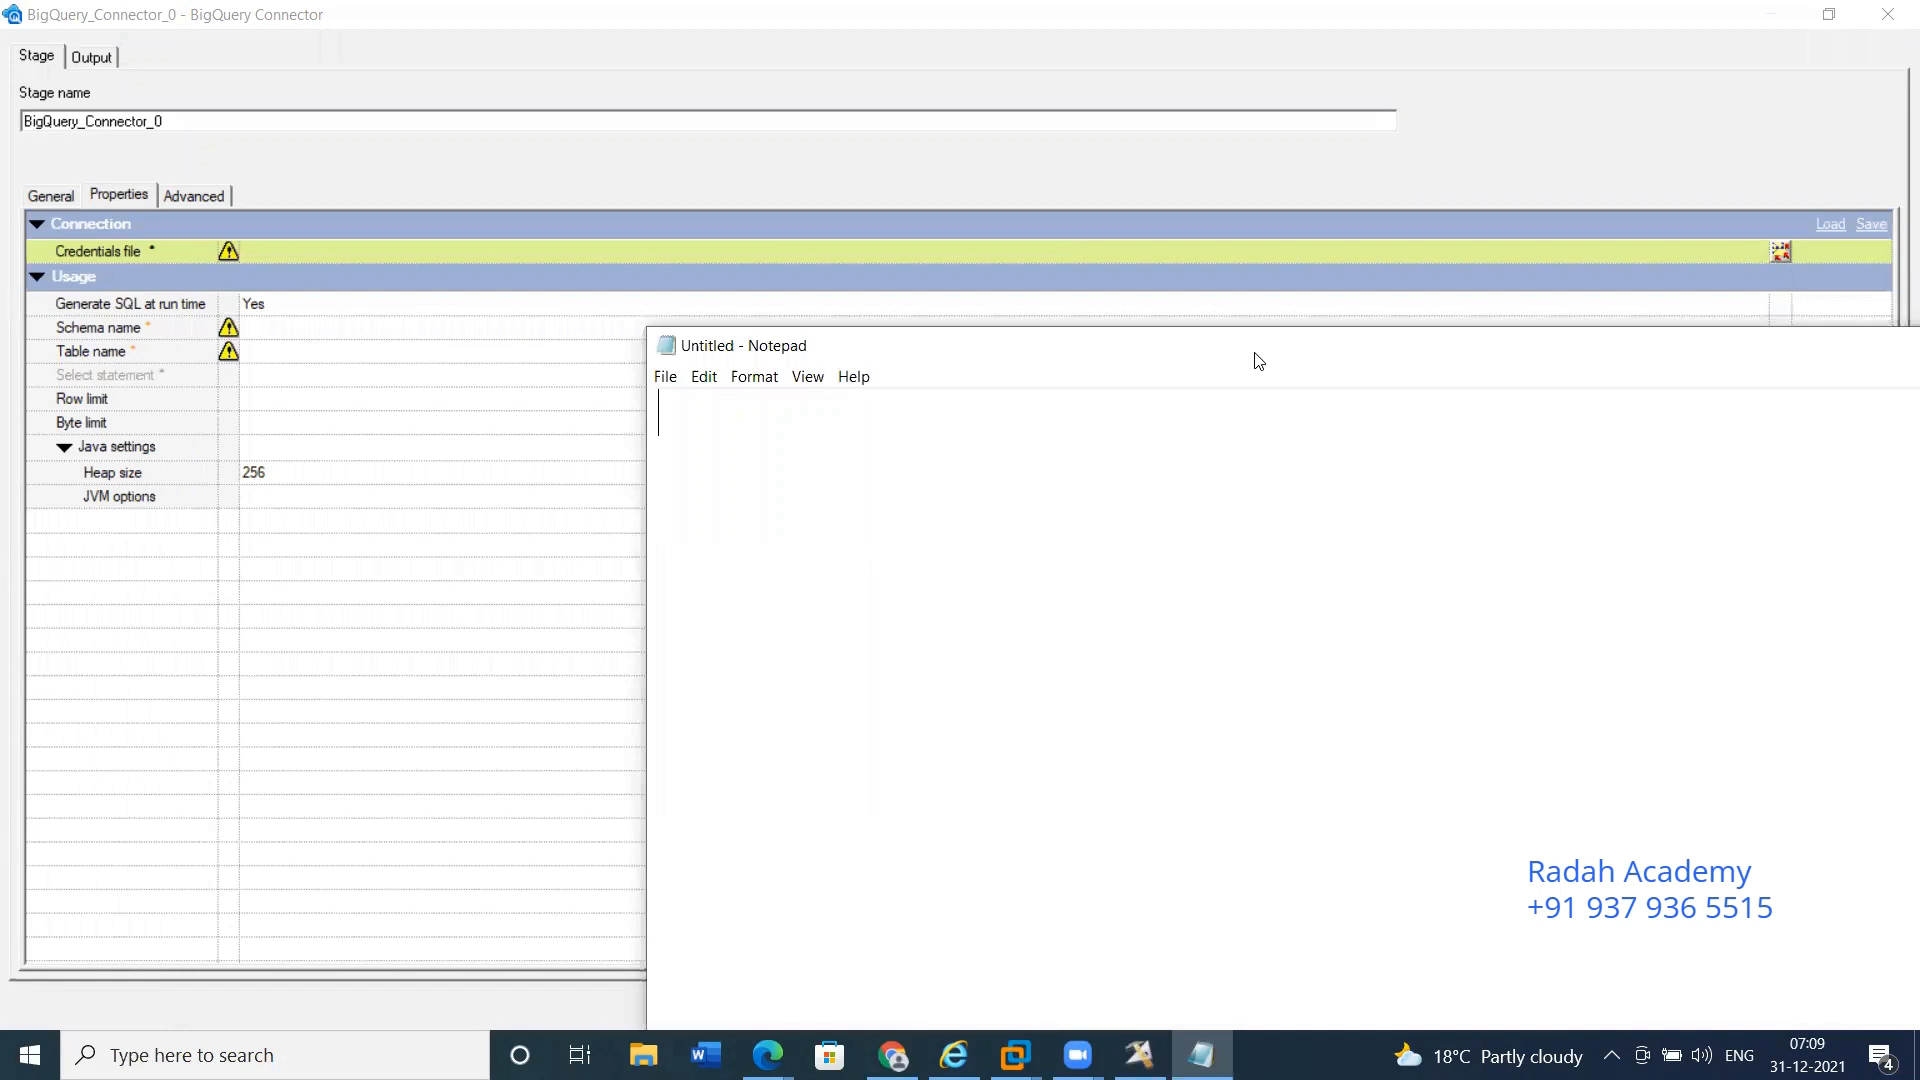 BigQuery_Connector_0 - BigQuery Connector
Stage
Output
Stage name
BigQuery_Connector_0
General
Properties
Advanced
Connection
Load
Save
Credentials file *
Usage
Generate SQL at run time
Yes
Schema name *
Table name *
Select statement *
Row limit
Byte limit
Java settings
Heap size
256
JVM options
Untitled - Notepad
File
Edit
Format
View
Help
Radah Academy
+91 937 936 5515
Type here to search
18°C Partly cloudy
ENG
07:09
31-12-2021
4